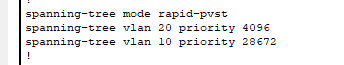 !
spanning-tree mode rapid-pvst
spanning-tree vlan 20 priority 4096
spanning-tree vlan 10 priority 28672
!